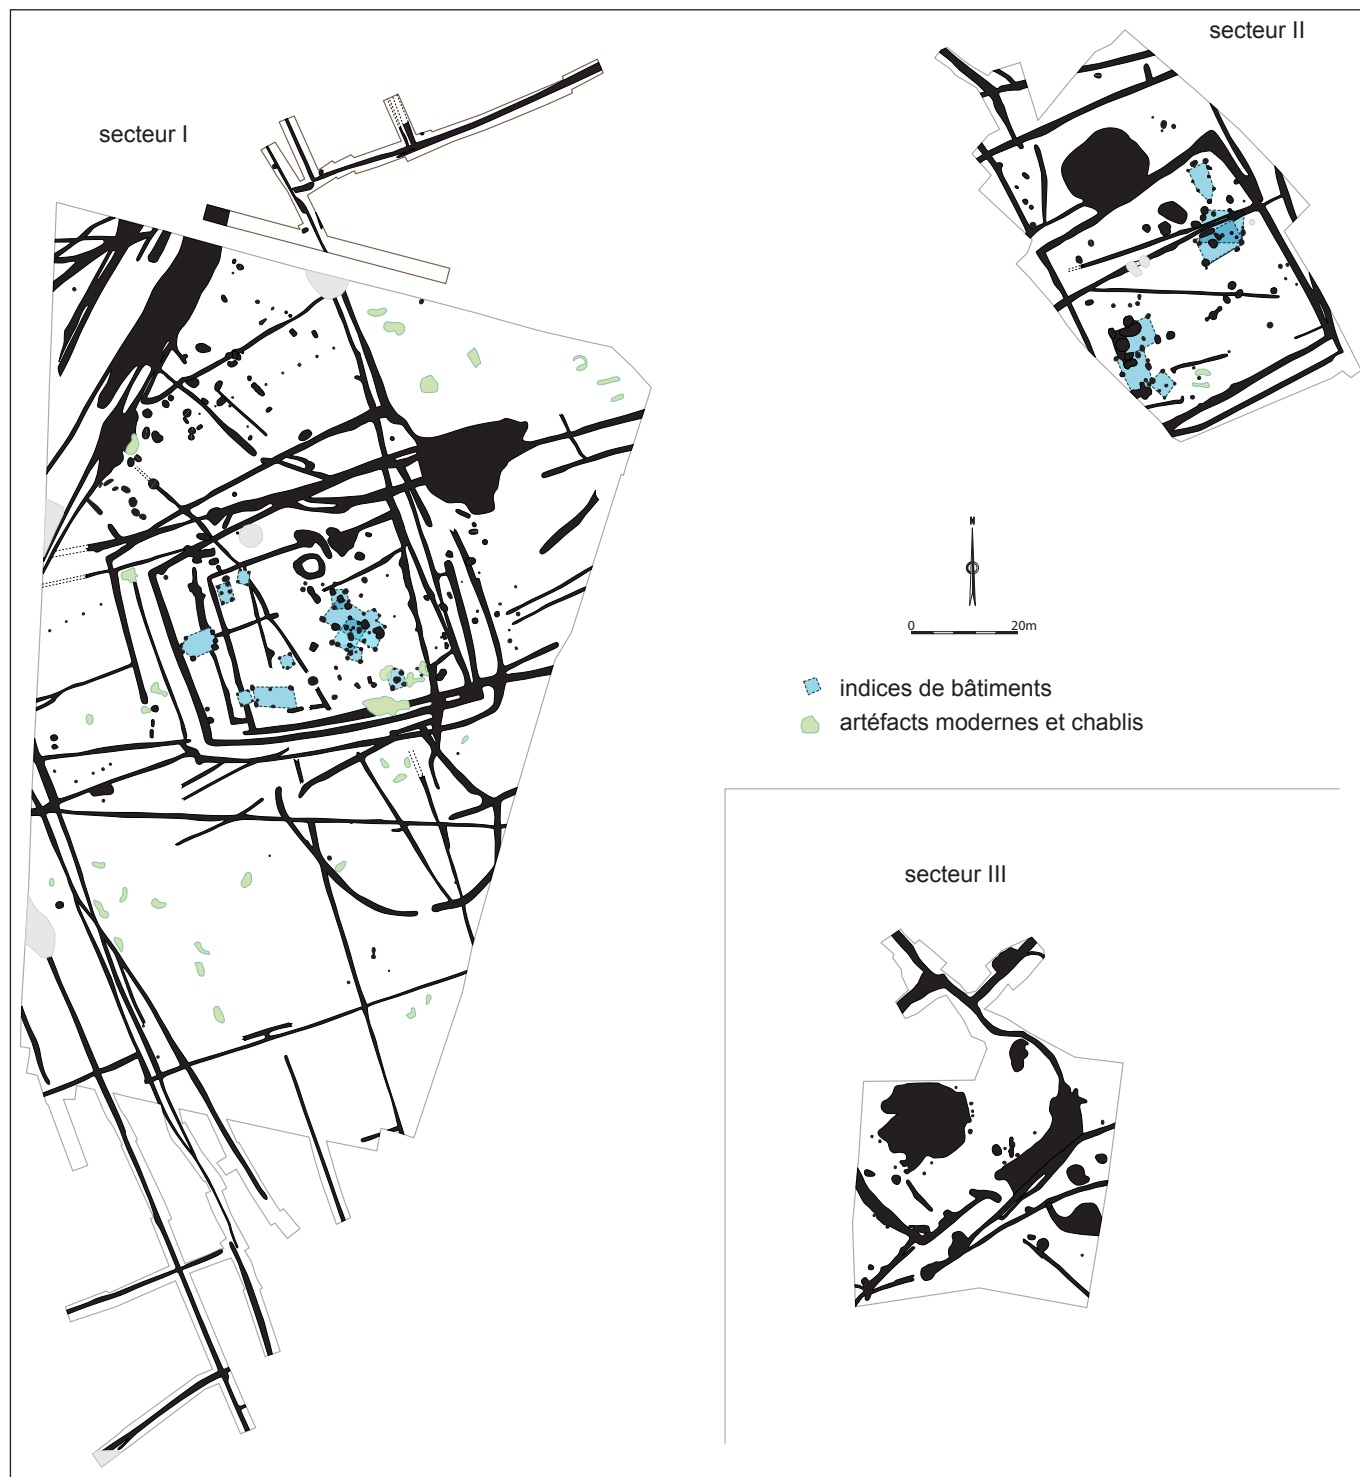 secteur I
secteur II
N
0 20m
indices de bâtiments
artéfacts modernes et chablis
secteur III